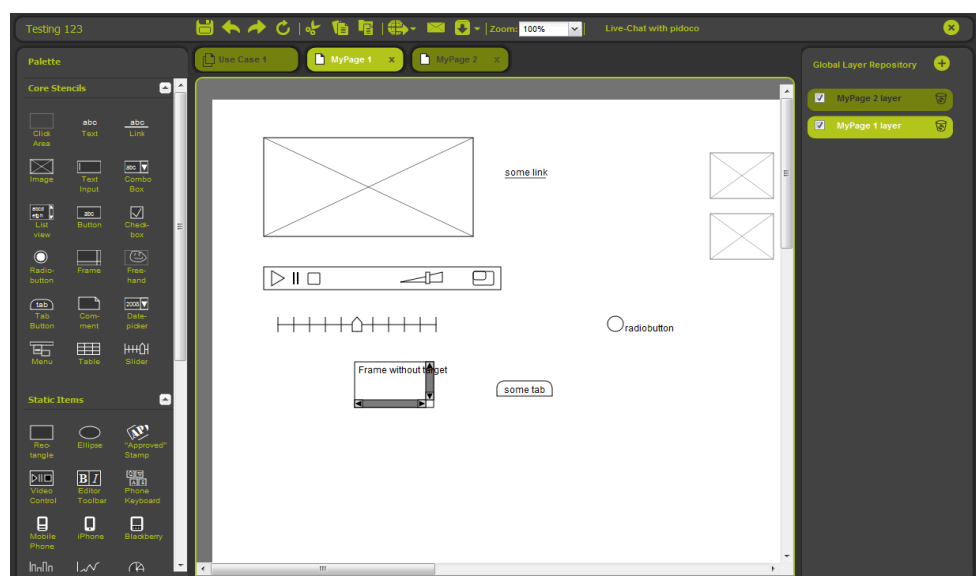 Testing 123
Zoom: 100%
Live-Chat with pidoco
Palette
Use Case 1
MyPage 1 x
MyPage 2 x
Global Layer Repository
Core Stencils
MyPage 2 layer
MyPage 1 layer
abc
abc
Click
Area
Text
Link
abc
Image
Text
Input
Combo
Box
abc
List
view
Button
Check-
box
Radio-
button
Frame
Free-
hand
tab
2008
Tab
Button
Com-
ment
Date-
picker
Menu
Table
Slider
Static Items
Rec-
tangle
Ellipse
"Approved"
Stamp
B I
Video
Control
Editor
Toolbar
Phone
Keyboard
Mobile
Phone
iPhone
Blackberry
some link
radiobutton
Frame without target
some tab